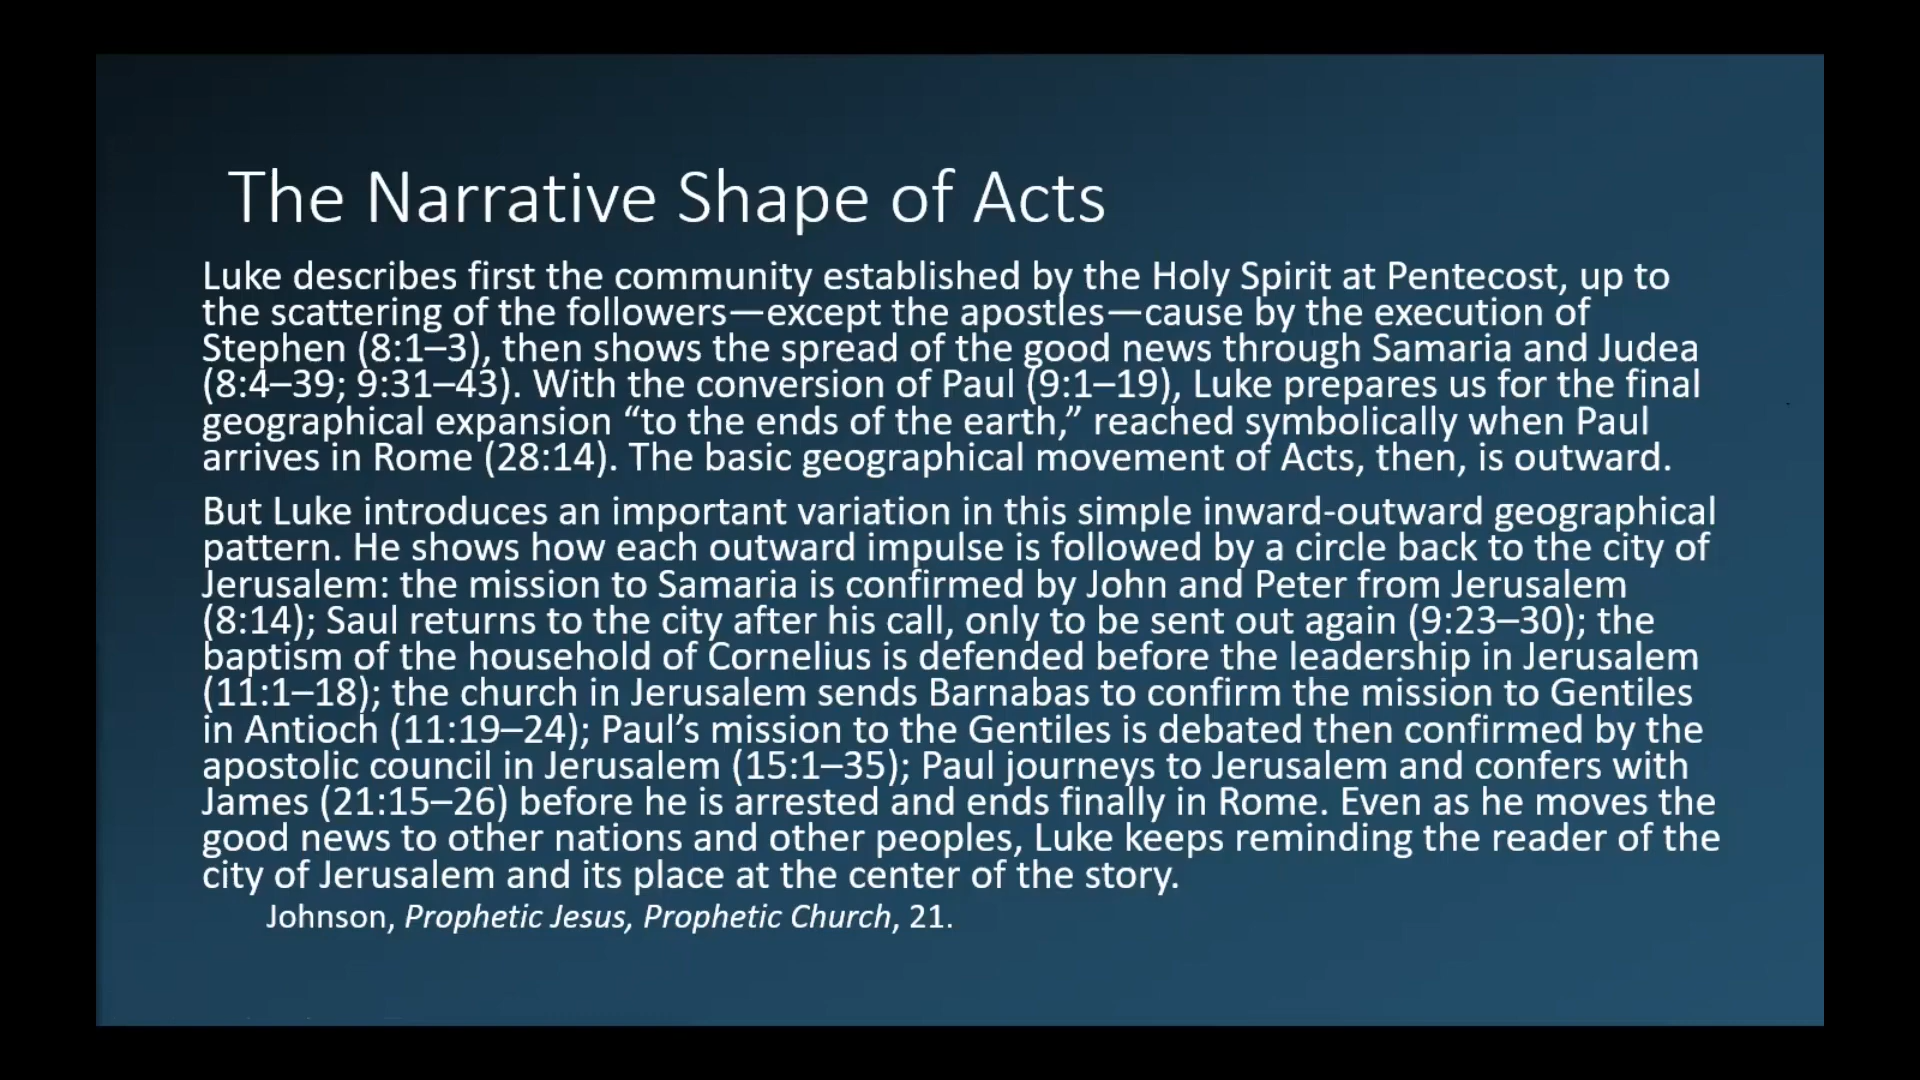 The Narrative Shape of Acts
Luke describes first the community established by the Holy Spirit at Pentecost, up to
the scattering of the followers—except the apostles—cause by the execution of
Stephen (8:1–3), then shows the spread of the good news through Samaria and Judea
(8:4–39; 9:31–43). With the conversion of Paul (9:1–19), Luke prepares us for the final
geographical expansion “to the ends of the earth,” reached symbolically when Paul
arrives in Rome (28:14). The basic geographical movement of Acts, then, is outward.
But Luke introduces an important variation in this simple inward-outward geographical
pattern. He shows how each outward impulse is followed by a circle back to the city of
Jerusalem: the mission to Samaria is confirmed by John and Peter from Jerusalem
(8:14); Saul returns to the city after his call, only to be sent out again (9:23–30); the
baptism of the household of Cornelius is defended before the leadership in Jerusalem
(11:1–18); the church in Jerusalem sends Barnabas to confirm the mission to Gentiles
in Antioch (11:19–24); Paul’s mission to the Gentiles is debated then confirmed by the
apostolic council in Jerusalem (15:1–35); Paul journeys to Jerusalem and confers with
James (21:15–26) before he is arrested and ends finally in Rome. Even as he moves the
good news to other nations and other peoples, Luke keeps reminding the reader of the
city of Jerusalem and its place at the center of the story.
Johnson, Prophetic Jesus, Prophetic Church, 21.